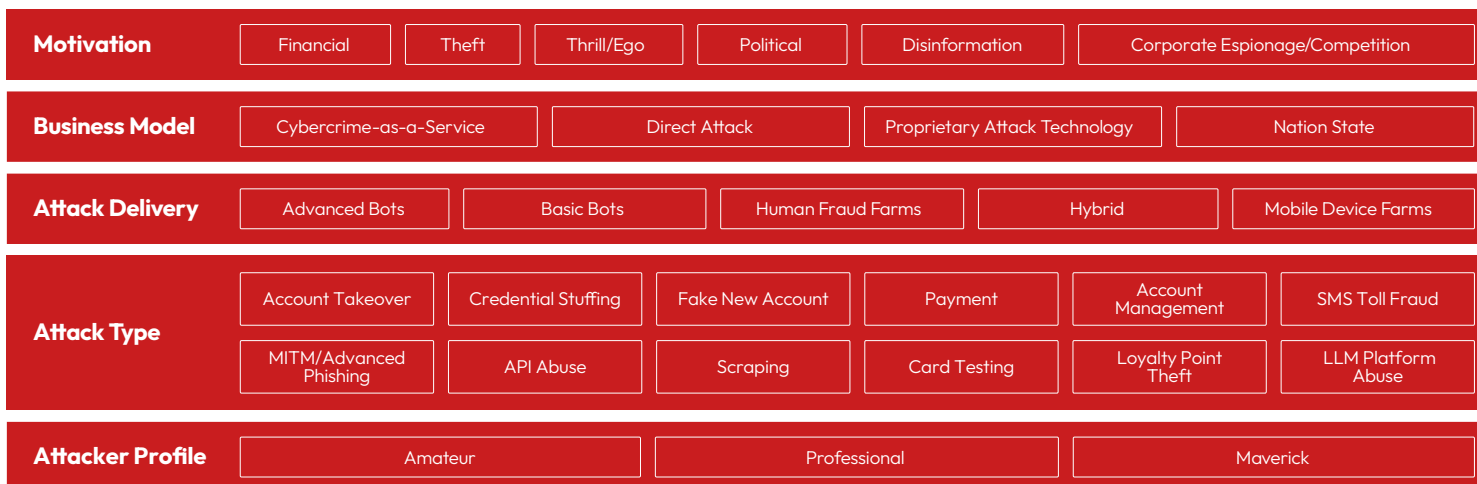 Motivation
Financial
Theft
Thrill/Ego
Political
Disinformation
Corporate Espionage/Competition
Business Model
Cybercrime-as-a-Service
Direct Attack
Proprietary Attack Technology
Nation State
Attack Delivery
Advanced Bots
Basic Bots
Human Fraud Farms
Hybrid
Mobile Device Farms
Attack Type
Account Takeover
Credential Stuffing
Fake New Account
Payment
Account
Management
SMS Toll Fraud
MITM/Advanced
Phishing
API Abuse
Scraping
Card Testing
Loyalty Point
Theft
LLM Platform
Abuse
Attacker Profile
Amateur
Professional
Maverick